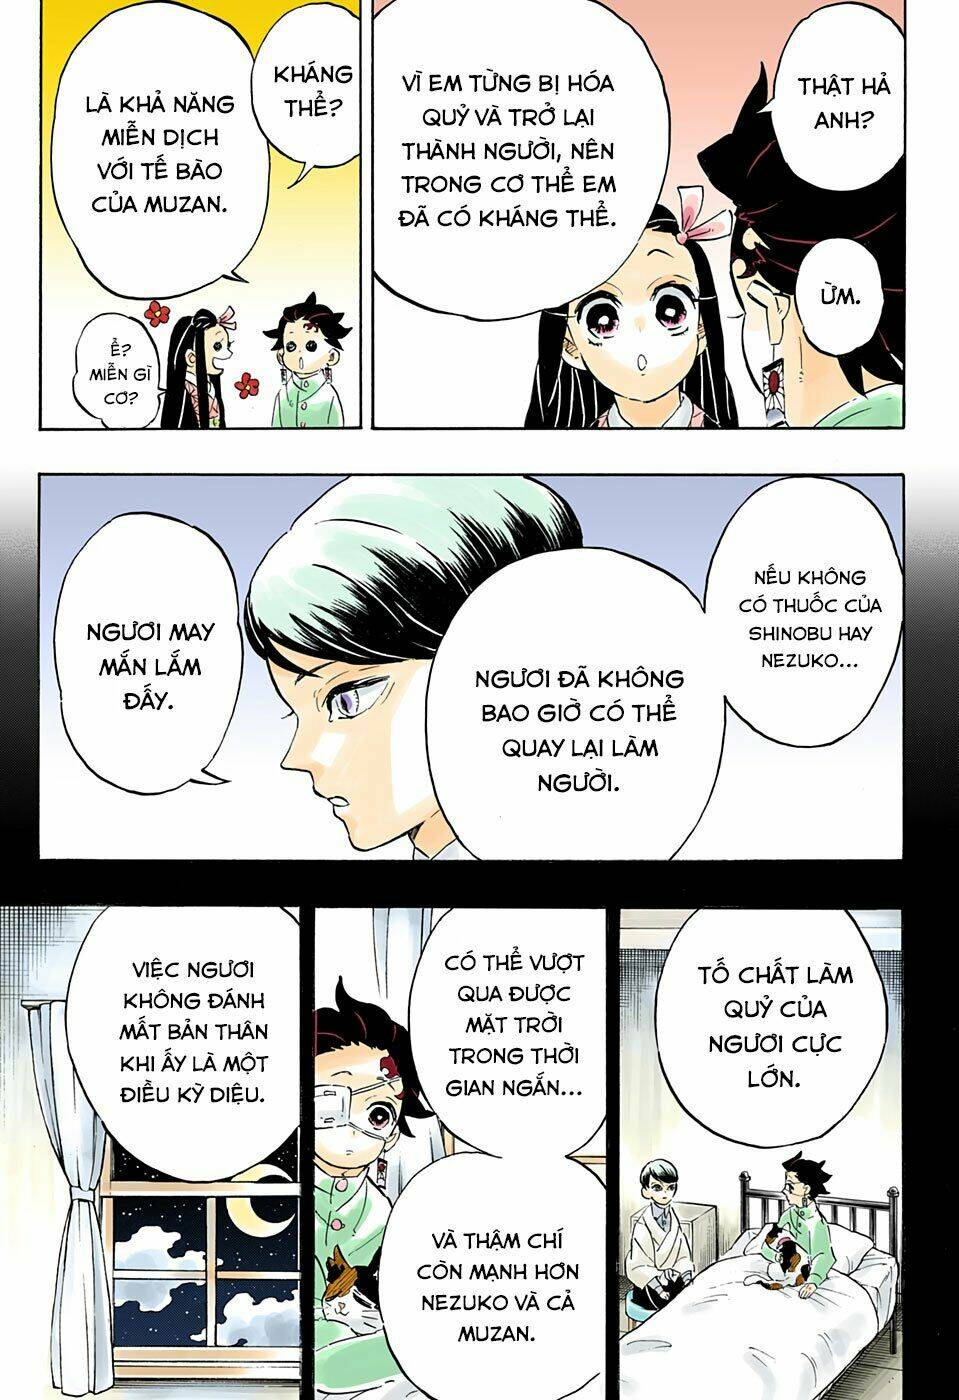 THẬT HẢ
ANH?
ỪM.
VÌ EM TỪNG BỊ HÓA
QUỶ VÀ TRỞ LẠI
THÀNH NGƯỜI, NÊN
TRONG CƠ THỂ EM
ĐÃ CÓ KHÁNG THỂ.
KHÁNG
THỂ?
LÀ KHẢ NĂNG
MIỄN DỊCH
VỚI TẾ BÀO
CỦA MUZAN.
Ể?
MIỄN GÌ
CƠ?
NẾU KHÔNG
CÓ THUỐC CỦA
SHINOBU HAY
NEZUKO...
NGƯƠI ĐÃ KHÔNG
BAO GIỜ CÓ THỂ
QUAY LẠI LÀM
NGƯỜI.
NGƯƠI MAY
MẮN LẮM
ĐẤY.
TỐ CHẤT LÀM
QUỶ CỦA
NGƯƠI CỰC
LỚN.
CÓ THỂ VƯỢT
QUA ĐƯỢC
MẶT TRỜI
TRONG THỜI
GIAN NGẮN...
VÀ THẬM CHÍ
CÒN MẠNH HƠN
NEZUKO VÀ CẢ
MUZAN.
VIỆC NGƯƠI
KHÔNG ĐÁNH
MẤT BẢN THÂN
KHI ẤY LÀ MỘT
ĐIỀU KỲ DIỆU.